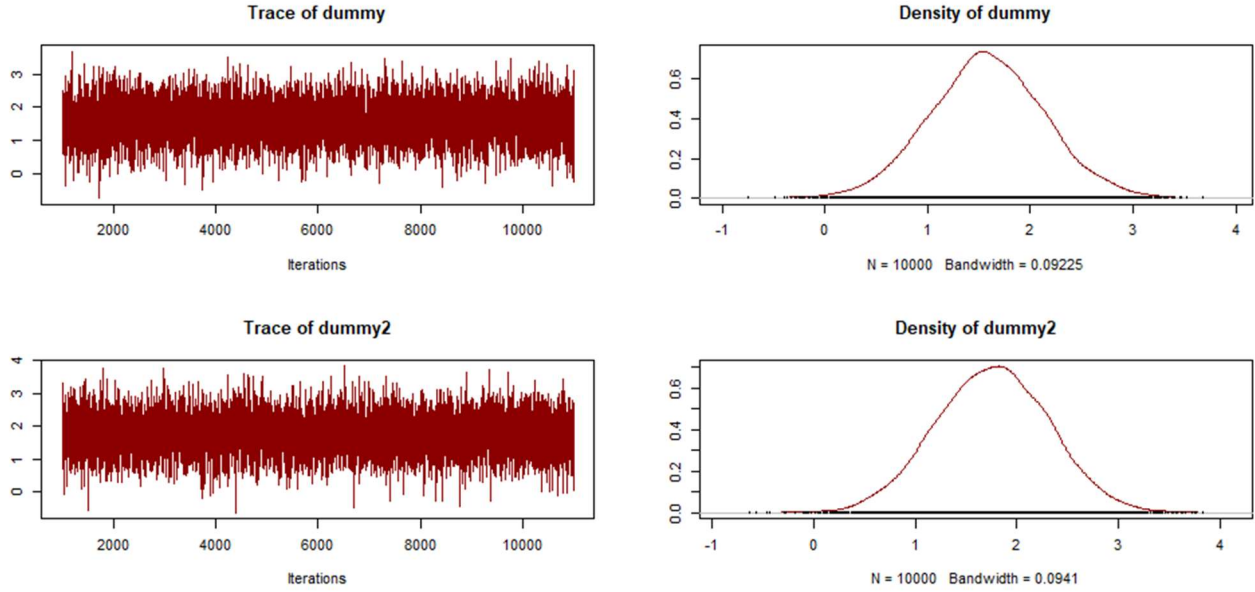 Trace of dummy
3
2
1
0
2000 4000 6000 8000 10000
Iterations
Density of dummy
0.6
0.4
0.2
0.0
-1 0 1 2 3 4
N = 10000 Bandwidth = 0.09225
Trace of dummy2
4
3
2
1
0
2000 4000 6000 8000 10000
Iterations
Density of dummy2
0.6
0.4
0.2
0.0
-1 0 1 2 3 4
N = 10000 Bandwidth = 0.0941